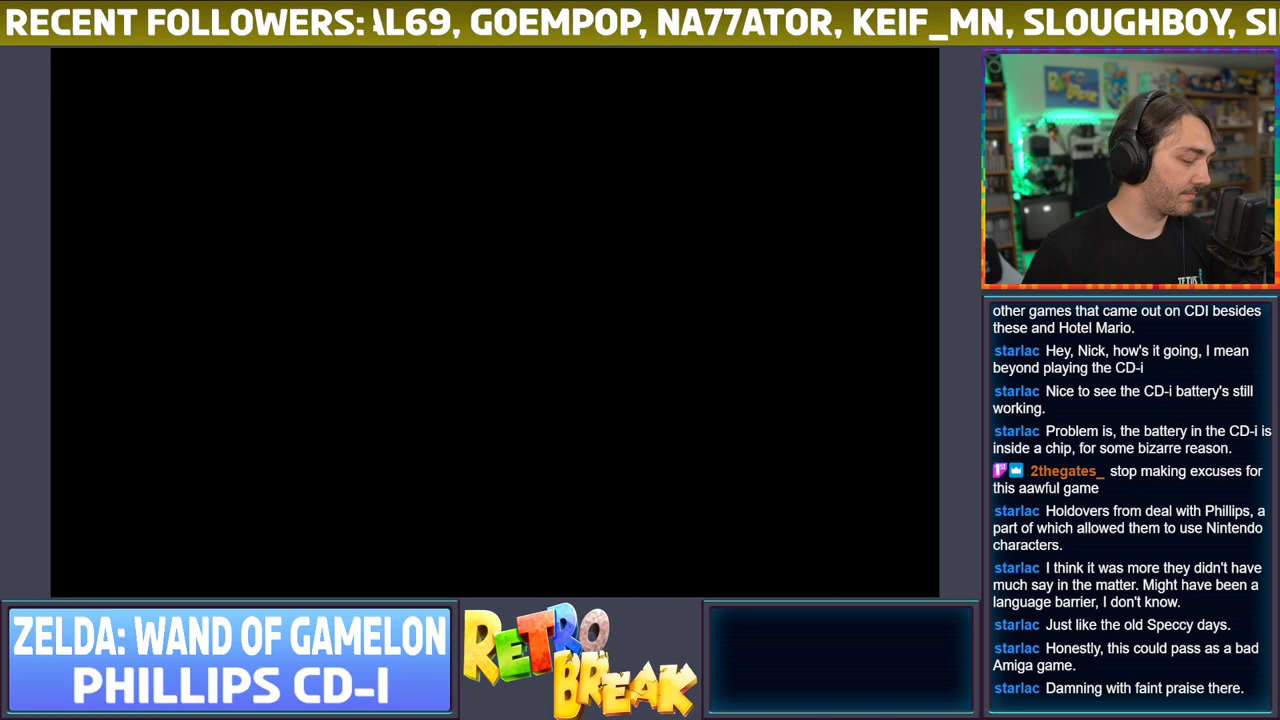 RECENT FOLLOWERS: AL69, GOEMPOP, NA77ATOR, KEIF_MN, SLOUGHBOY, SI
other games that came out on CDI besides
these and Hotel Mario.
starlac Hey, Nick, how's it going, I mean
beyond playing the CD-i
starlac Nice to see the CD-i battery's still
working.
starlac Problem is, the battery in the CD-i is
inside a chip, for some bizarre reason.
2thegates_ stop making excuses for
this aawful game
starlac Holdovers from deal with Phillips, a
part of which allowed them to use Nintendo
characters.
starlac I think it was more they didn't have
much say in the matter. Might have been a
language barrier, I don't know.
starlac Just like the old Speccy days.
starlac Honestly, this could pass as a bad
Amiga game.
starlac Damning with faint praise there.
ZELDA: WAND OF GAMELON
PHILLIPS CD-I
RETRO
BREAK